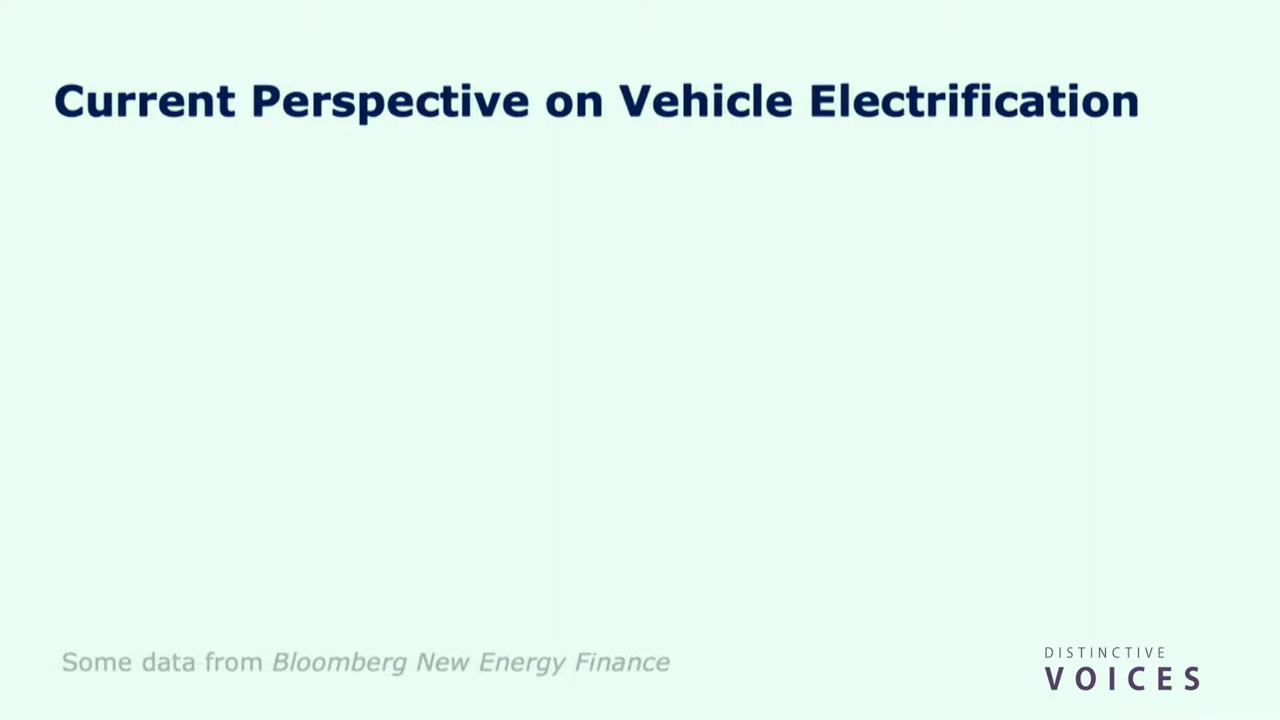 Current Perspective on Vehicle Electrification
Some data from Bloomberg New Energy Finance
DISTINCTIVE
VOICES